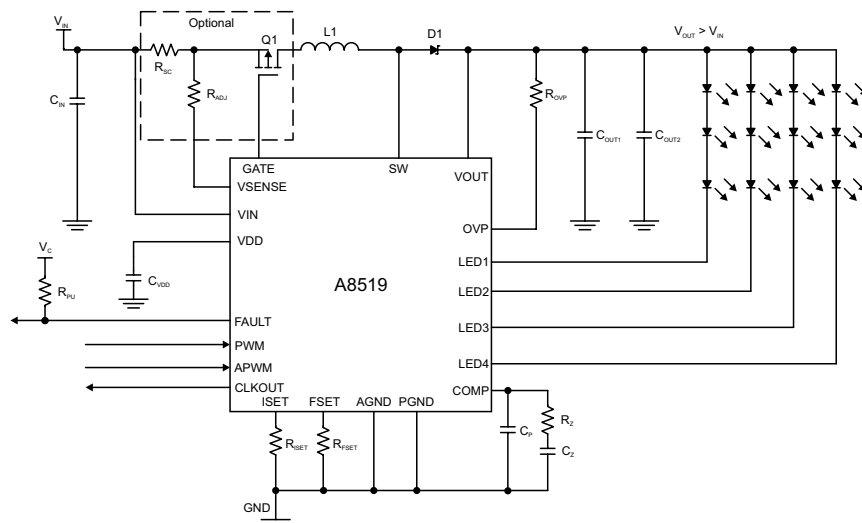 Optional
VIN
Q1
L1
D1
VOUT > VIN
RSC
RADJ
ROVP
CIN
COUT1
COUT2
GATE
SW
VOUT
VSENSE
VIN
OVP
VDD
VC
CVDD
LED1
A8519
RPU
LED2
FAULT
LED3
PWM
LED4
APWM
CLKOUT
COMP
ISET
FSET
AGND
PGND
RZ
CP
RISET
RFSET
CZ
GND